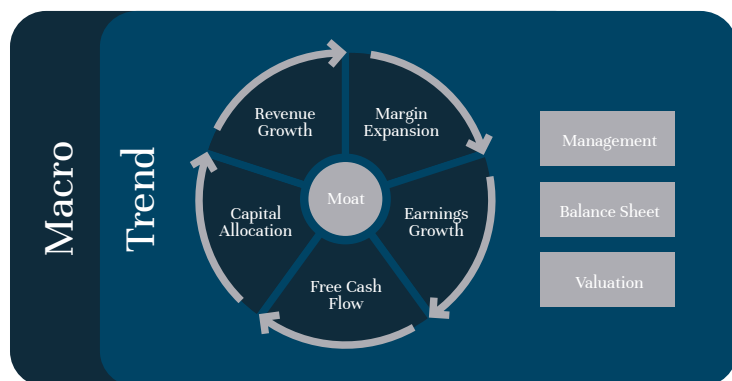 Macro
Trend
Revenue
Growth
Margin
Expansion
Moat
Capital
Allocation
Earnings
Growth
Free Cash
Flow
Management
Balance Sheet
Valuation